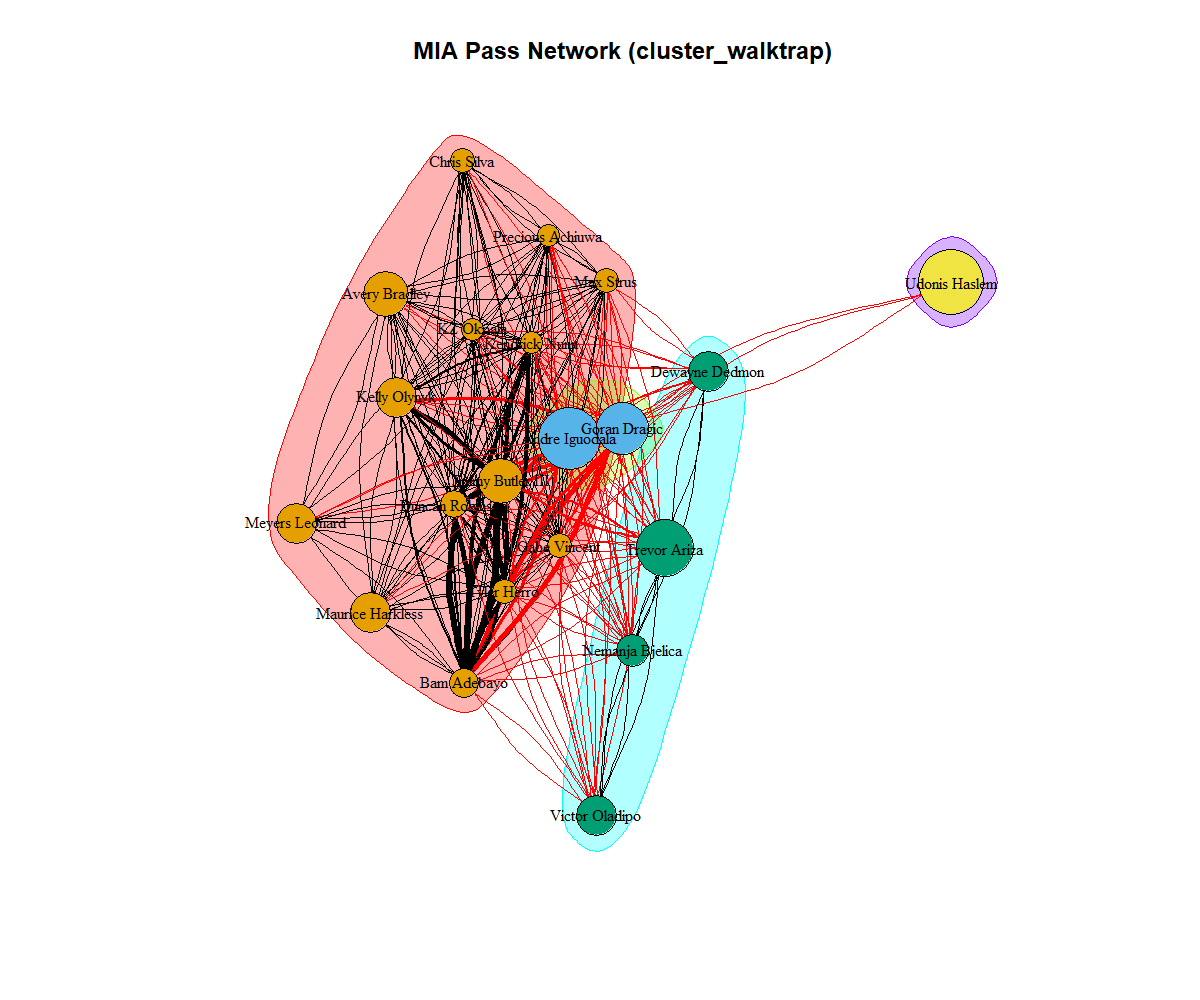 MIA Pass Network (cluster_walktrap)
Chris Silva
Precious Achiuwa
Max Strus
Udonis Haslem
Avery Bradley
KZ
Kendrick Nunn
Dewayne Dedmon
Kelly Olynyk
Goran Dragic
Andre Iguodala
Jimmy Butler
Duncan
Meyers Leonard
Gabe Vincent
Trevor Ariza
Tyler Herro
Maurice Harkless
Nemanja Bjelica
Bam Adebayo
Victor Oladipo